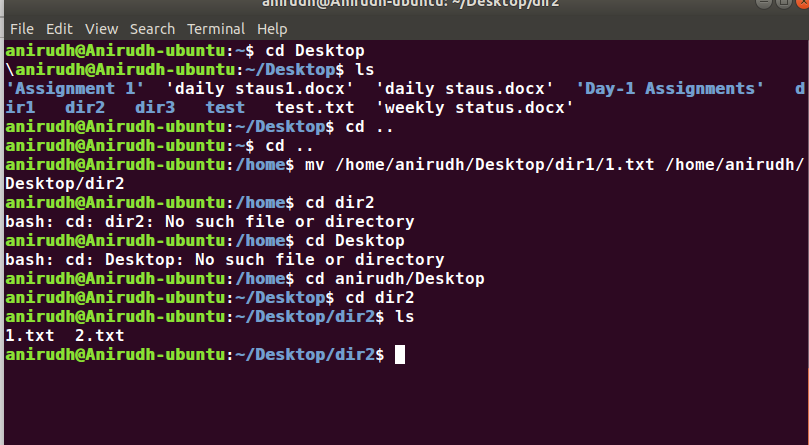 anirudh@Anirudh-ubuntu: ~/Desktop/dir2
File Edit View Search Terminal Help
anirudh@Anirudh-ubuntu:~$ cd Desktop
\anirudh@Anirudh-ubuntu:~/Desktop$ ls
'Assignment 1' 'daily staus1.docx' 'daily staus.docx' 'Day-1 Assignments' d
ir1 dir2 dir3 test test.txt 'weekly status.docx'
anirudh@Anirudh-ubuntu:~/Desktop$ cd ..
anirudh@Anirudh-ubuntu:~$ cd ..
anirudh@Anirudh-ubuntu:/home$ mv /home/anirudh/Desktop/dir1/1.txt /home/anirudh/
Desktop/dir2
anirudh@Anirudh-ubuntu:/home$ cd dir2
bash: cd: dir2: No such file or directory
anirudh@Anirudh-ubuntu:/home$ cd Desktop
bash: cd: Desktop: No such file or directory
anirudh@Anirudh-ubuntu:/home$ cd anirudh/Desktop
anirudh@Anirudh-ubuntu:~/Desktop$ cd dir2
anirudh@Anirudh-ubuntu:~/Desktop/dir2$ ls
1.txt 2.txt
anirudh@Anirudh-ubuntu:~/Desktop/dir2$